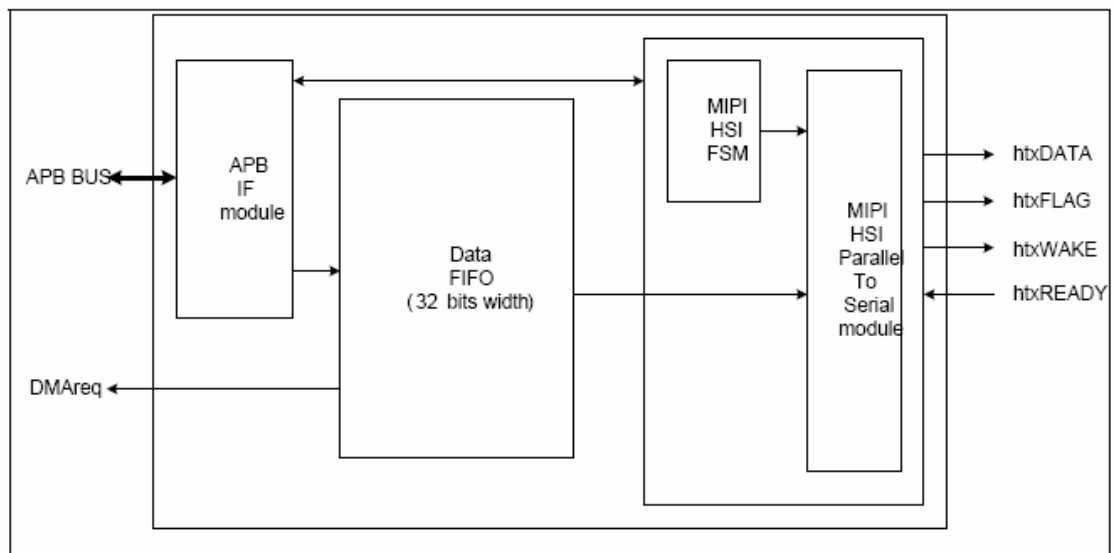 APB BUS
DMAreq
APB
IF
module
Data
FIFO
( 32 bits width)
MIPI
HSI
FSM
MIPI
HSI
Parallel
To
Serial
module
htxDATA
htxFLAG
htxWAKE
htxREADY